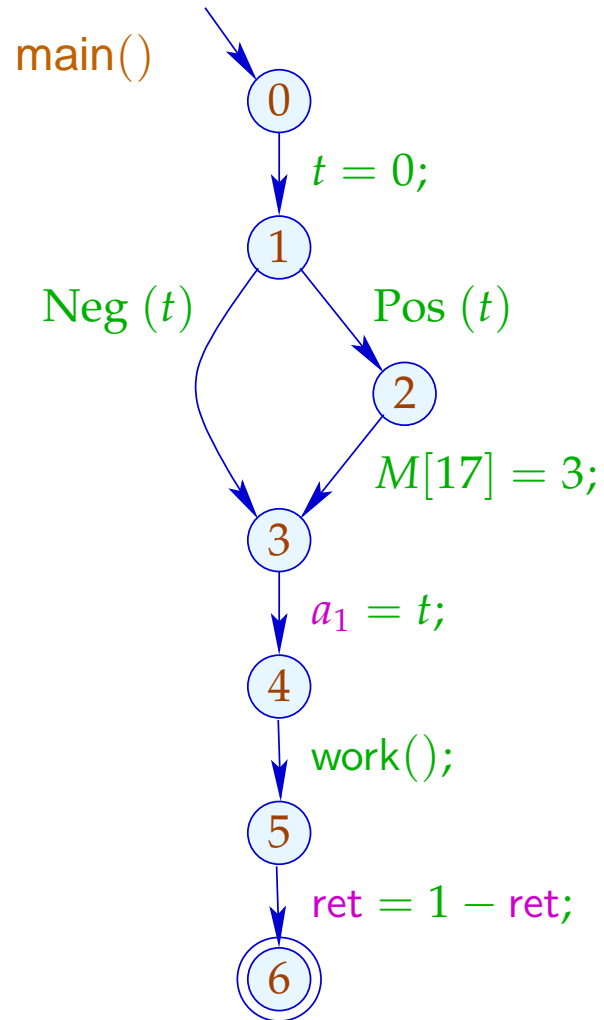 main()
0
t = 0;
1
Neg (t) Pos (t)
2
M[17] = 3;
3
a₁ = t;
4
work();
5
ret = 1 − ret;
6